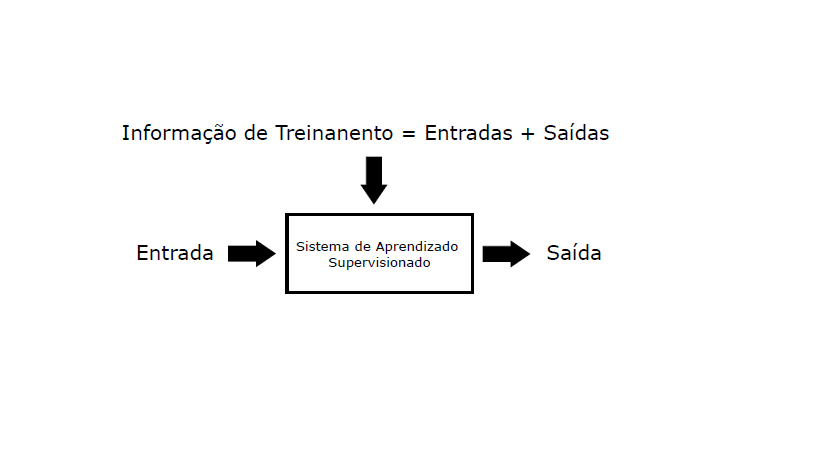 Informação de Treinanento = Entradas + Saídas
Entrada
Sistema de Aprendizado
Supervisionado
Saída